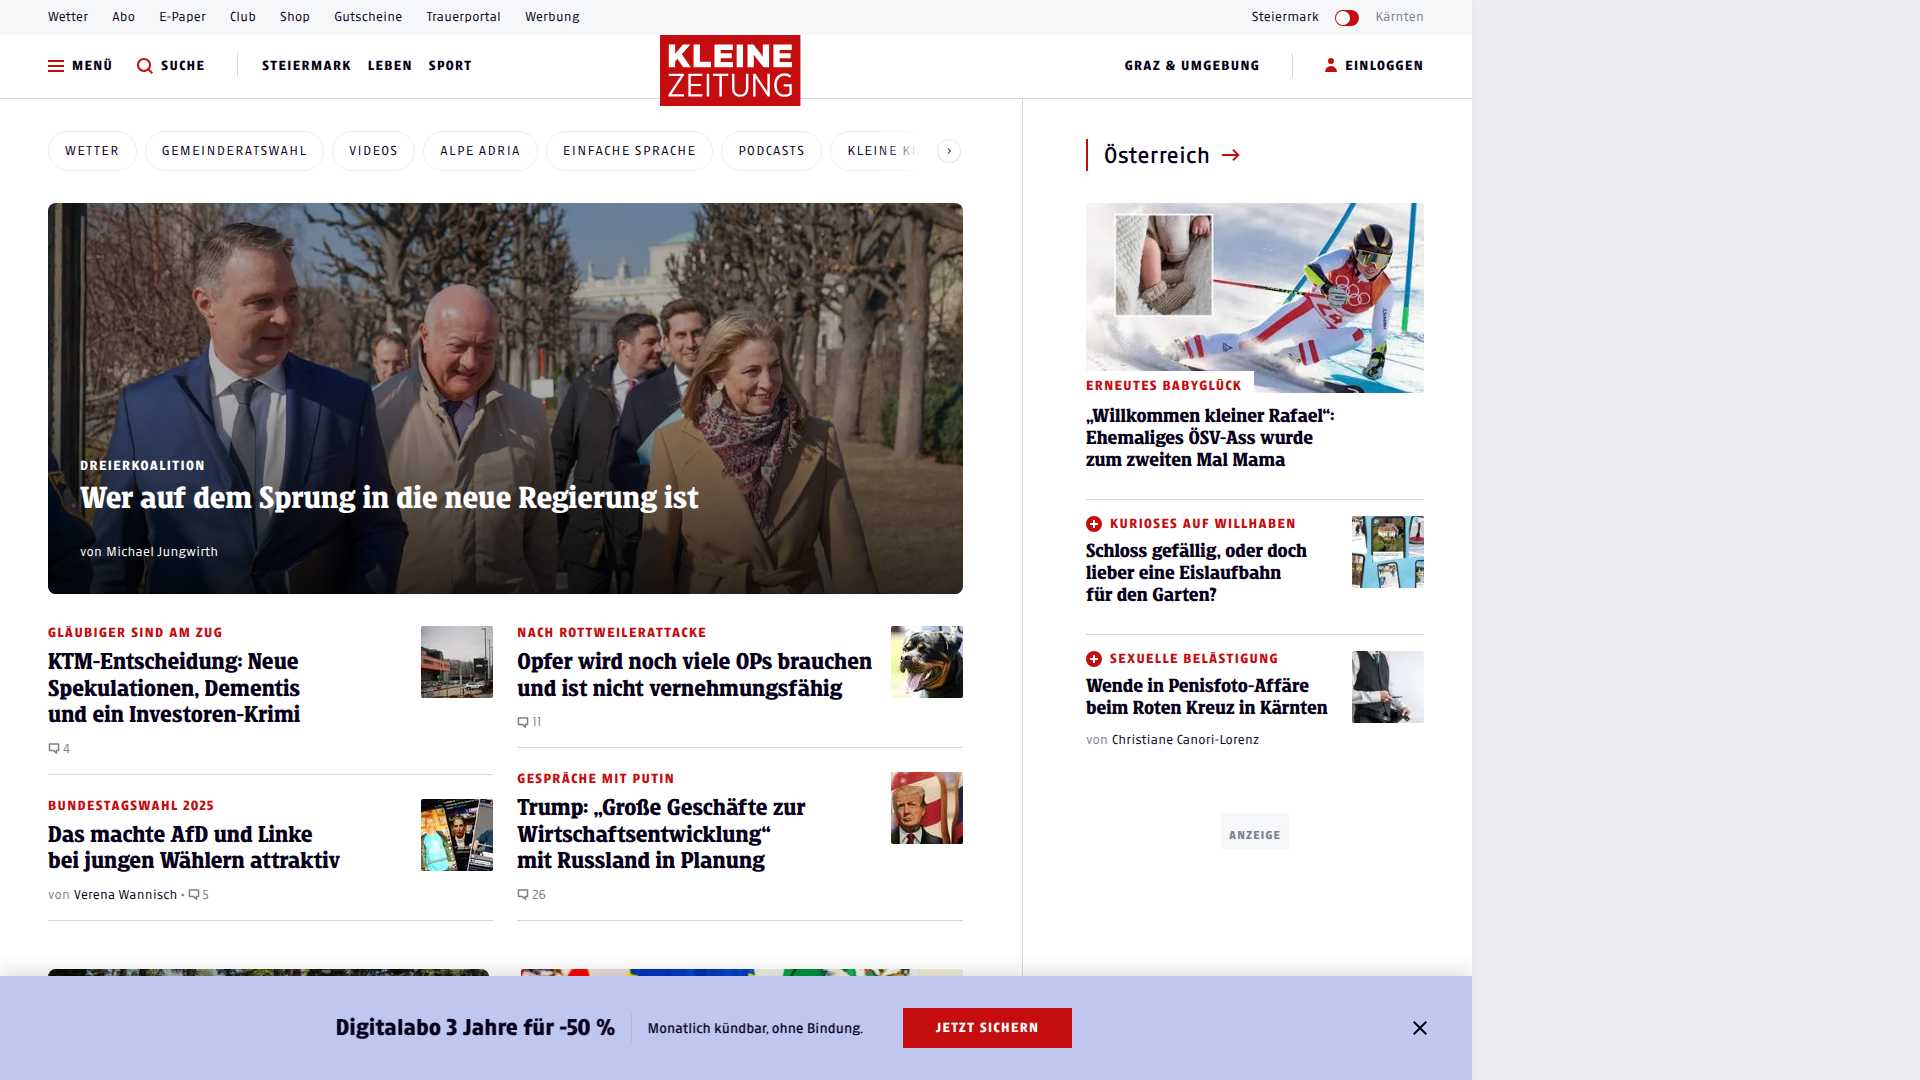 Wetter Abo E-Paper Club Shop Gutscheine Trauerportal Werbung
Steiermark Kärnten
MENÜ SUCHE STEIERMARK LEBEN SPORT
KLEINE
ZEITUNG
GRAZ & UMGEBUNG EINLOGGEN
WETTER GEMEINDERATSWAHL VIDEOS ALPE ADRIA EINFACHE SPRACHE PODCASTS KLEINE
DREIERKOALITION
Wer auf dem Sprung in die neue Regierung ist
von Michael Jungwirth
GLÄUBIGER SIND AM ZUG
KTM-Entscheidung: Neue
Spekulationen, Dementis
und ein Investoren-Krimi
4
BUNDESTAGSWAHL 2025
Das machte AfD und Linke
bei jungen Wählern attraktiv
von Verena Wannisch • 5
NACH ROTTWEILERATTACKE
Opfer wird noch viele OPs brauchen
und ist nicht vernehmungsfähig
11
GESPRÄCHE MIT PUTIN
Trump: „Große Geschäfte zur
Wirtschaftsentwicklung“
mit Russland in Planung
26
Österreich
ERNEUTES BABYGLÜCK
„Willkommen kleiner Rafael“:
Ehemaliges ÖSV-Ass wurde
zum zweiten Mal Mama
KURIOSES AUF WILLHABEN
Schloss gefällig, oder doch
lieber eine Eislaufbahn
für den Garten?
SEXUELLE BELÄSTIGUNG
Wende in Penisfoto-Affäre
beim Roten Kreuz in Kärnten
von Christiane Canori-Lorenz
ANZEIGE
Digitalabo 3 Jahre für -50 %
Monatlich kündbar, ohne Bindung.
JETZT SICHERN